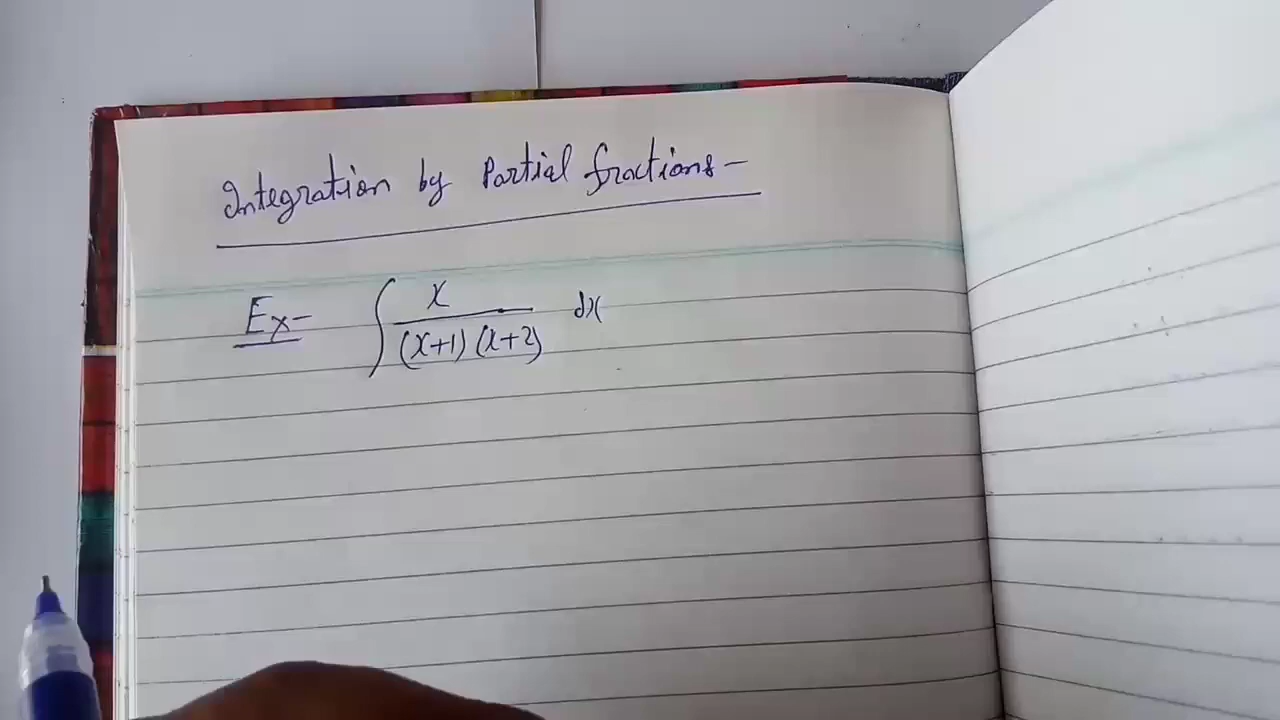 Integration by Partial fractions-
Ex- ∫ x/((x+1)(x+2)) dx